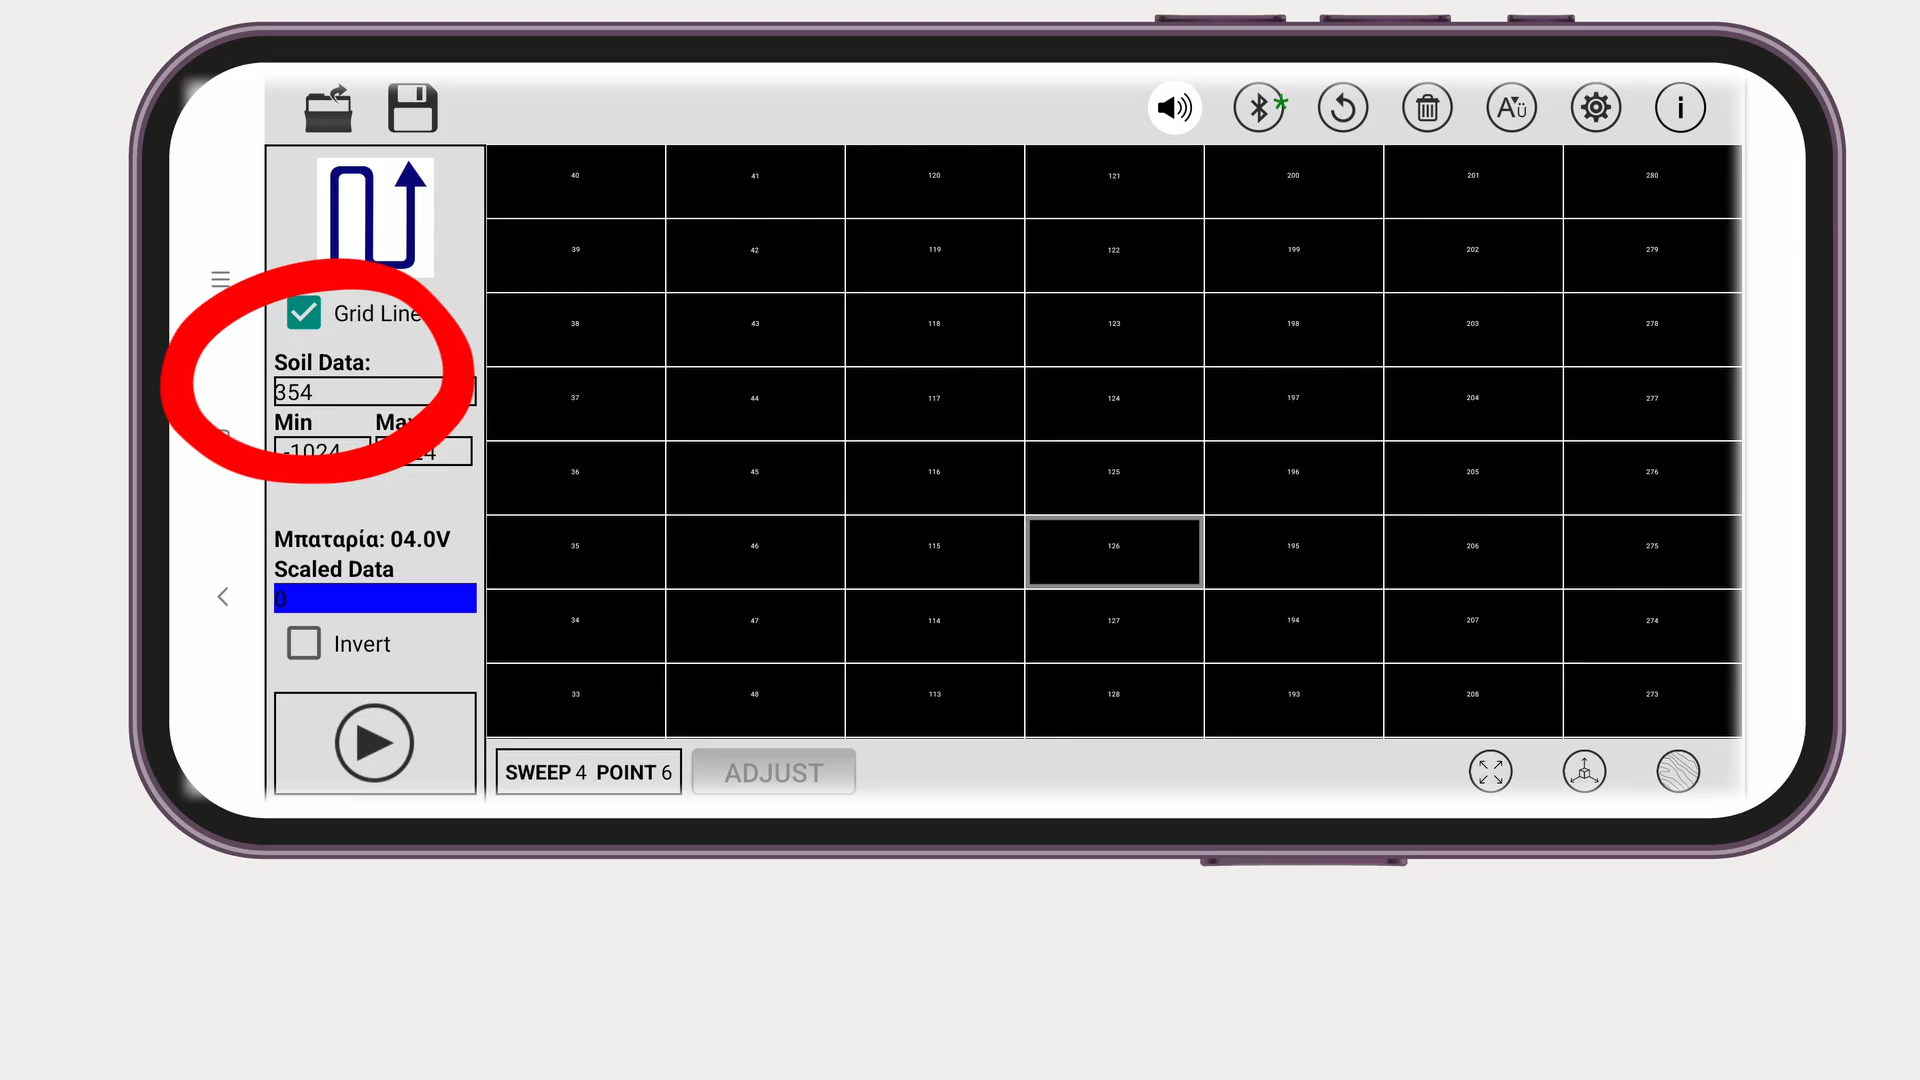 Aü
i
Grid Line
Soil Data:
354
Min
-1024
Μπαταρία: 04.0V
Scaled Data
0
Invert
40 41 120 121 200 201 280
39 42 119 122 199 202 279
38 43 118 123 198 203 278
37 44 117 124 197 204 277
36 45 116 125 196 205 276
35 46 115 126 195 206 275
34 47 114 127 194 207 274
33 48 113 128 193 208 273
SWEEP 4 POINT 6
ADJUST